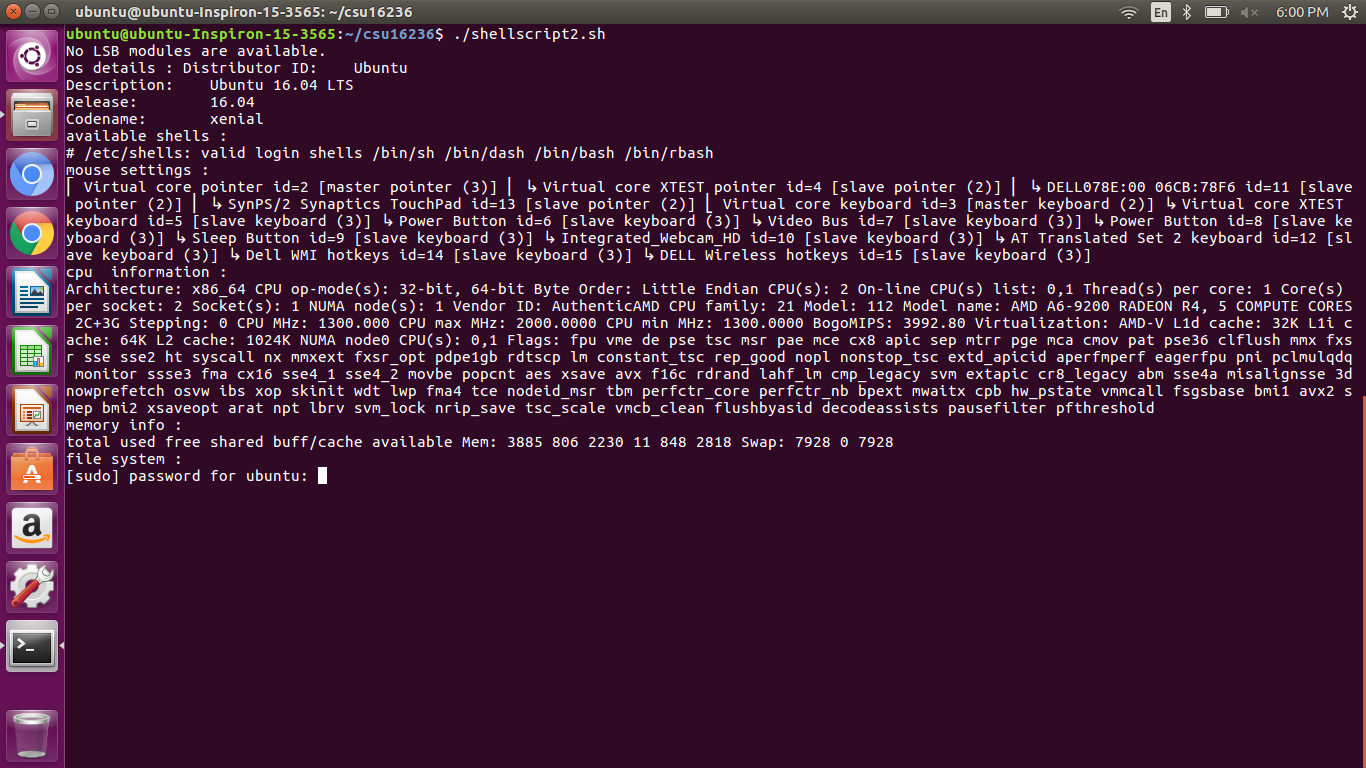 ubuntu@ubuntu-Inspiron-15-3565: ~/csu16236
En
6:00 PM
ubuntu@ubuntu-Inspiron-15-3565:~/csu16236$ ./shellscript2.sh
No LSB modules are available.
os details : Distributor ID:    Ubuntu
Description:    Ubuntu 16.04 LTS
Release:        16.04
Codename:       xenial
available shells :
# /etc/shells: valid login shells /bin/sh /bin/dash /bin/bash /bin/rbash
mouse settings :
⎡ Virtual core pointer id=2 [master pointer (3)] ⎜ ↳ Virtual core XTEST pointer id=4 [slave pointer (2)] ⎜ ↳ DELL078E:00 06CB:78F6 id=11 [slave
 pointer (2)] ⎜ ↳ SynPS/2 Synaptics TouchPad id=13 [slave pointer (2)] ⎣ Virtual core keyboard id=3 [master keyboard (2)] ↳ Virtual core XTEST
keyboard id=5 [slave keyboard (3)] ↳ Power Button id=6 [slave keyboard (3)] ↳ Video Bus id=7 [slave keyboard (3)] ↳ Power Button id=8 [slave ke
yboard (3)] ↳ Sleep Button id=9 [slave keyboard (3)] ↳ Integrated_Webcam_HD id=10 [slave keyboard (3)] ↳ AT Translated Set 2 keyboard id=12 [sl
ave keyboard (3)] ↳ Dell WMI hotkeys id=14 [slave keyboard (3)] ↳ DELL Wireless hotkeys id=15 [slave keyboard (3)]
cpu  information :
Architecture: x86_64 CPU op-mode(s): 32-bit, 64-bit Byte Order: Little Endian CPU(s): 2 On-line CPU(s) list: 0,1 Thread(s) per core: 1 Core(s)
per socket: 2 Socket(s): 1 NUMA node(s): 1 Vendor ID: AuthenticAMD CPU family: 21 Model: 112 Model name: AMD A6-9200 RADEON R4, 5 COMPUTE CORES
 2C+3G Stepping: 0 CPU MHz: 1300.000 CPU max MHz: 2000.0000 CPU min MHz: 1300.0000 BogoMIPS: 3992.80 Virtualization: AMD-V L1d cache: 32K L1i c
ache: 64K L2 cache: 1024K NUMA node0 CPU(s): 0,1 Flags: fpu vme de pse tsc msr pae mce cx8 apic sep mtrr pge mca cmov pat pse36 clflush mmx fxs
r sse sse2 ht syscall nx mmxext fxsr_opt pdpe1gb rdtscp lm constant_tsc rep_good nopl nonstop_tsc extd_apicid aperfmperf eagerfpu pni pclmulqdq
 monitor ssse3 fma cx16 sse4_1 sse4_2 movbe popcnt aes xsave avx f16c rdrand lahf_lm cmp_legacy svm extapic cr8_legacy abm sse4a misalignsse 3d
nowprefetch osvw ibs xop skinit wdt lwp fma4 tce nodeid_msr tbm perfctr_core perfctr_nb bpext mwaitx cpb hw_pstate vmmcall fsgsbase bmi1 avx2 s
mep bmi2 xsaveopt arat npt lbrv svm_lock nrip_save tsc_scale vmcb_clean flushbyasid decodeassists pausefilter pfthreshold
memory info :
total used free shared buff/cache available Mem: 3885 806 2230 11 848 2818 Swap: 7928 0 7928
file system :
[sudo] password for ubuntu: